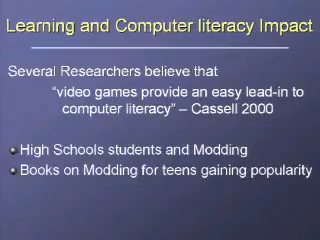 Learning and Computer literacy Impact
Several Researchers believe that
"video games provide an easy lead-in to
computer literacy" – Cassell 2000
High Schools students and Modding
Books on Modding for teens gaining popularity